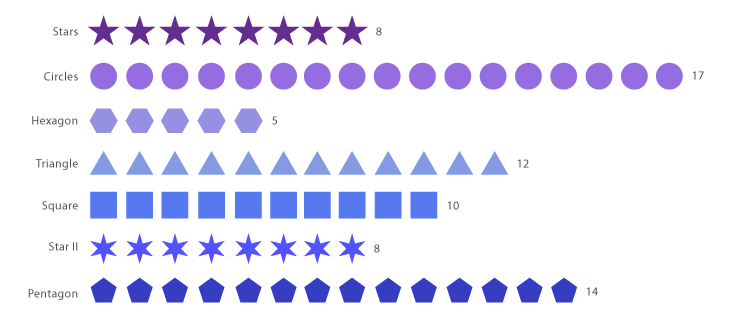 Stars 8
Circles 17
Hexagon 5
Triangle 12
Square 10
Star II 8
Pentagon 14